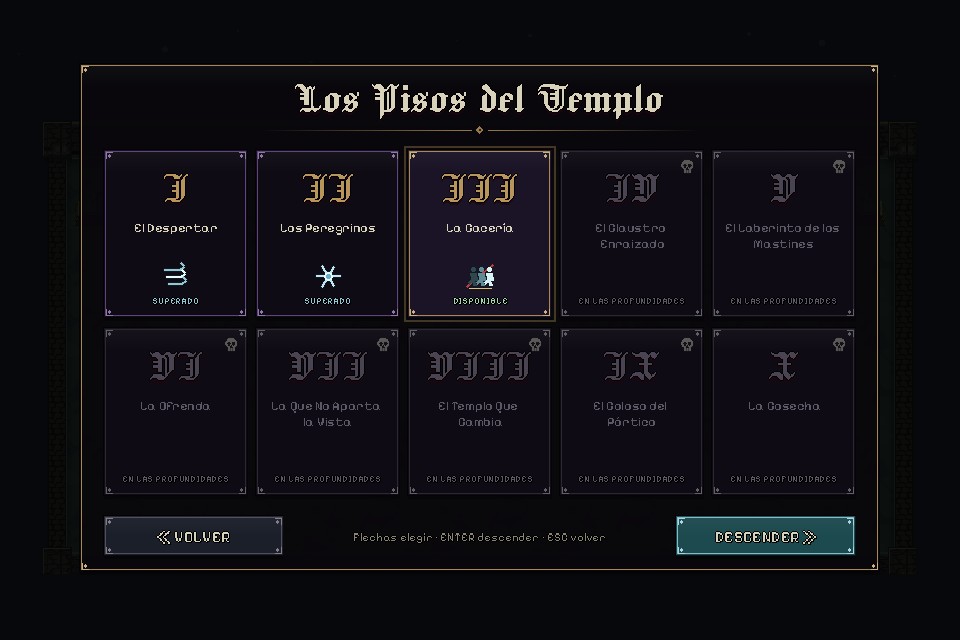 Los Pisos del Templo
I
II
III
IV
V
El Despertar
Los Peregrinos
La Cacería
El Claustro
Enraizado
El Laberinto de los
Mastines
SUPERADO
SUPERADO
DISPONIBLE
EN LAS PROFUNDIDADES
EN LAS PROFUNDIDADES
VI
VII
VIII
IX
X
La Ofrenda
La Que No Aparta
la Vista
El Templo Que
Cambia
El Coloso del
Pórtico
La Cosecha
EN LAS PROFUNDIDADES
EN LAS PROFUNDIDADES
EN LAS PROFUNDIDADES
EN LAS PROFUNDIDADES
EN LAS PROFUNDIDADES
« VOLVER
Flechas elegir · ENTER descender · ESC volver
DESCENDER »